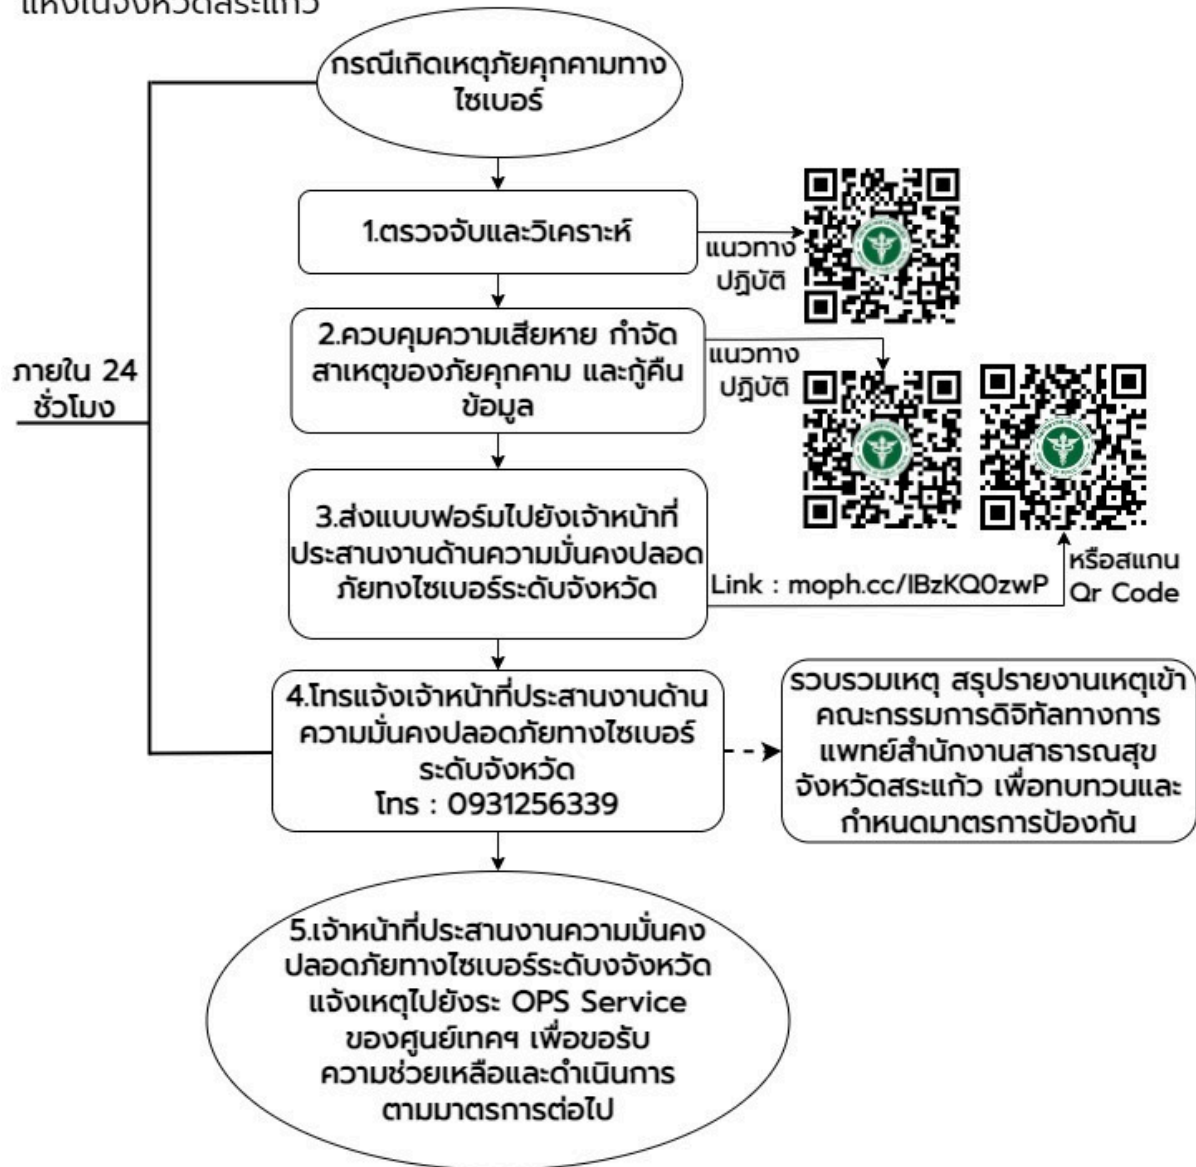 แห่งในจังหวัดสระแก้ว
กรณีเกิดเหตุภัยคุกคามทาง
ไซเบอร์
1.ตรวจจับและวิเคราะห์
แนวทาง
ปฏิบัติ
2.ควบคุมความเสียหาย กำจัด
สาเหตุของภัยคุกคาม และกู้คืน
ข้อมูล
แนวทาง
ปฏิบัติ
ภายใน 24
ชั่วโมง
3.ส่งแบบฟอร์มไปยังเจ้าหน้าที่
ประสานงานด้านความมั่นคงปลอด
ภัยทงไซเบอร์ระดับจังหวัด
Link : moph.cc/lBzKQ0zwP
หรือสแกน
Qr Code
4.โทรแจ้งเจ้าหน้าที่ประสานงานด้าน
ความมั่นคงปลอดภัยทางไซเบอร์
ระดับจังหวัด
โทร : 0931256339
รวบรวมเหตุ สรุปรายงานเหตุเข้า
คณะกรรมการดิจิทัลทางการ
แพทย์สำนักงานสาธารณสุข
จังหวัดสระแก้ว เพื่อทบทวนและ
กำหนดมาตรการป้องกัน
5.เจ้าหน้าที่ประสานงานความมั่นคง
ปลอดภัยทางไซเบอร์ระดับงจังหวัด
แจ้งเหตุไปยังระ OPS Service
ของศูนย์เทคฯ เพื่อขอรับ
ความช่วยเหลือและดำเนินการ
ตามมาตรการต่อไป